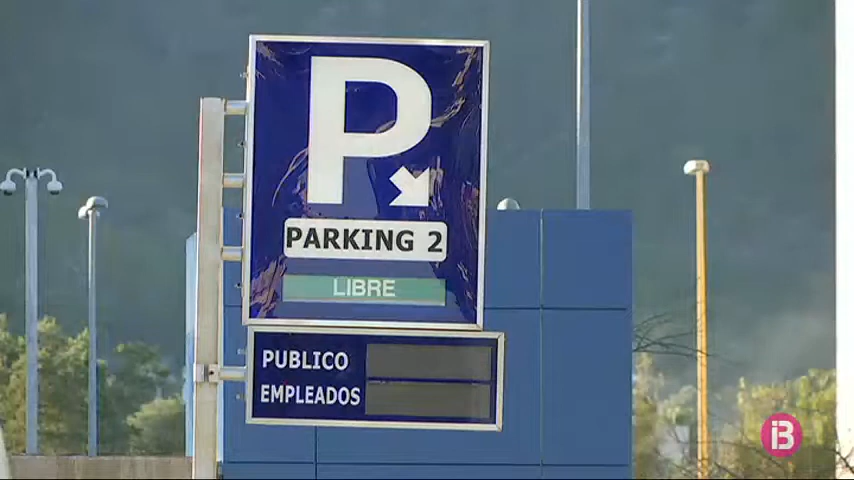 P
PARKING 2
LIBRE
PUBLICO
EMPLEADOS
iB